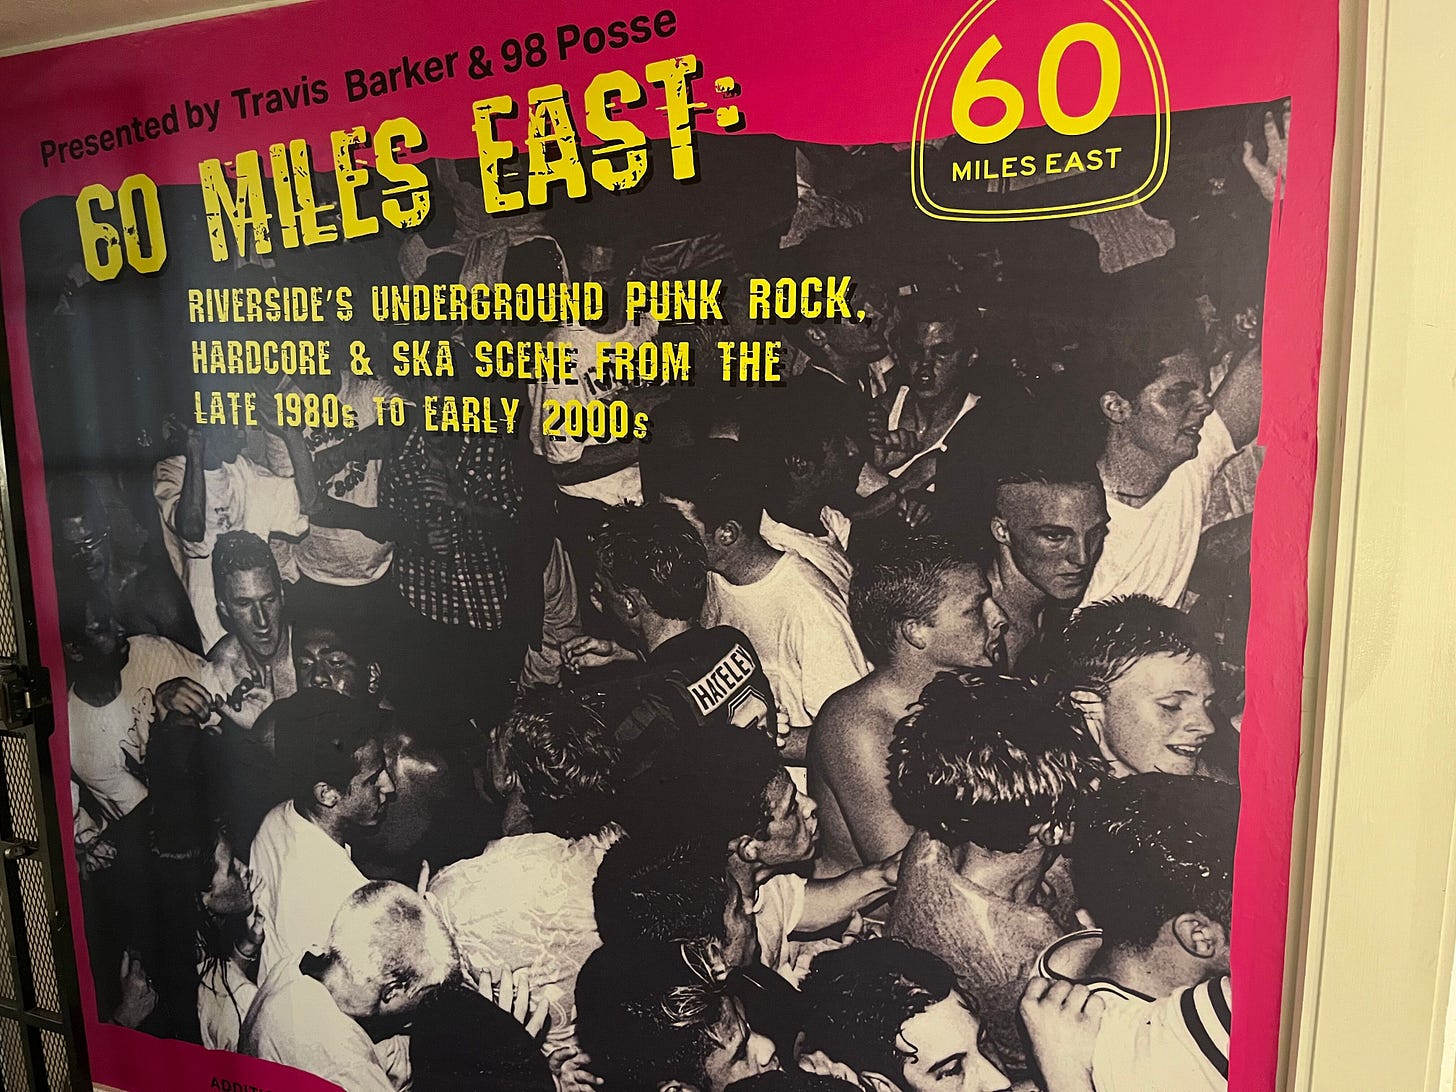 Presented by Travis Barker & 98 Posse
60 MILES EAST:
RIVERSIDE'S UNDERGROUND PUNK ROCK,
HARDCORE & SKA SCENE FROM THE
LATE 1980s TO EARLY 2000s
60
MILES EAST
HATELEY